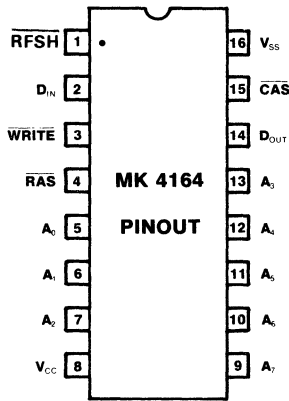 RFSH 1 16 VSS
DIN 2 15 CAS
WRITE 3 14 DOUT
RAS 4 MK 4164 13 A3
A0 5 PINOUT 12 A4
A1 6 11 A5
A2 7 10 A6
VCC 8 9 A7